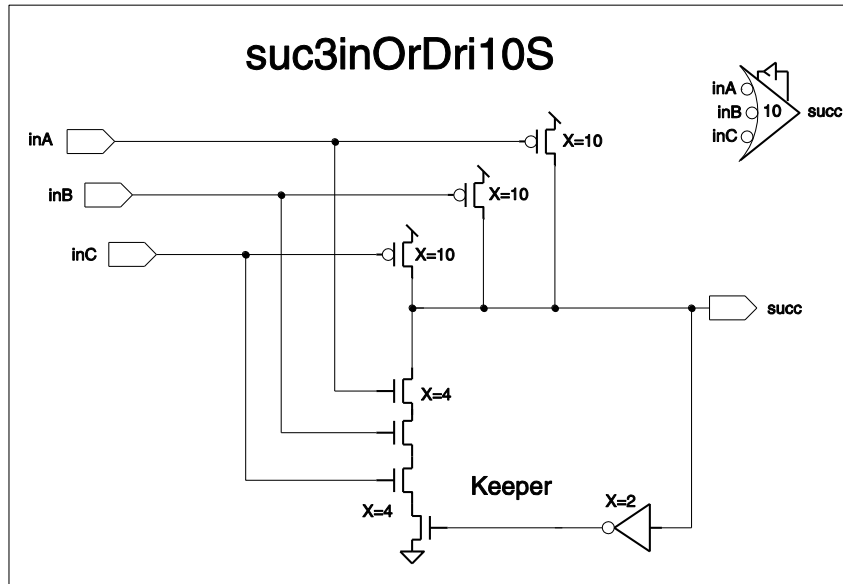 suc3inOrDri10S
inA
inB
inC
10
succ
inA
X=10
inB
X=10
inC
X=10
succ
X=4
Keeper
X=2
X=4